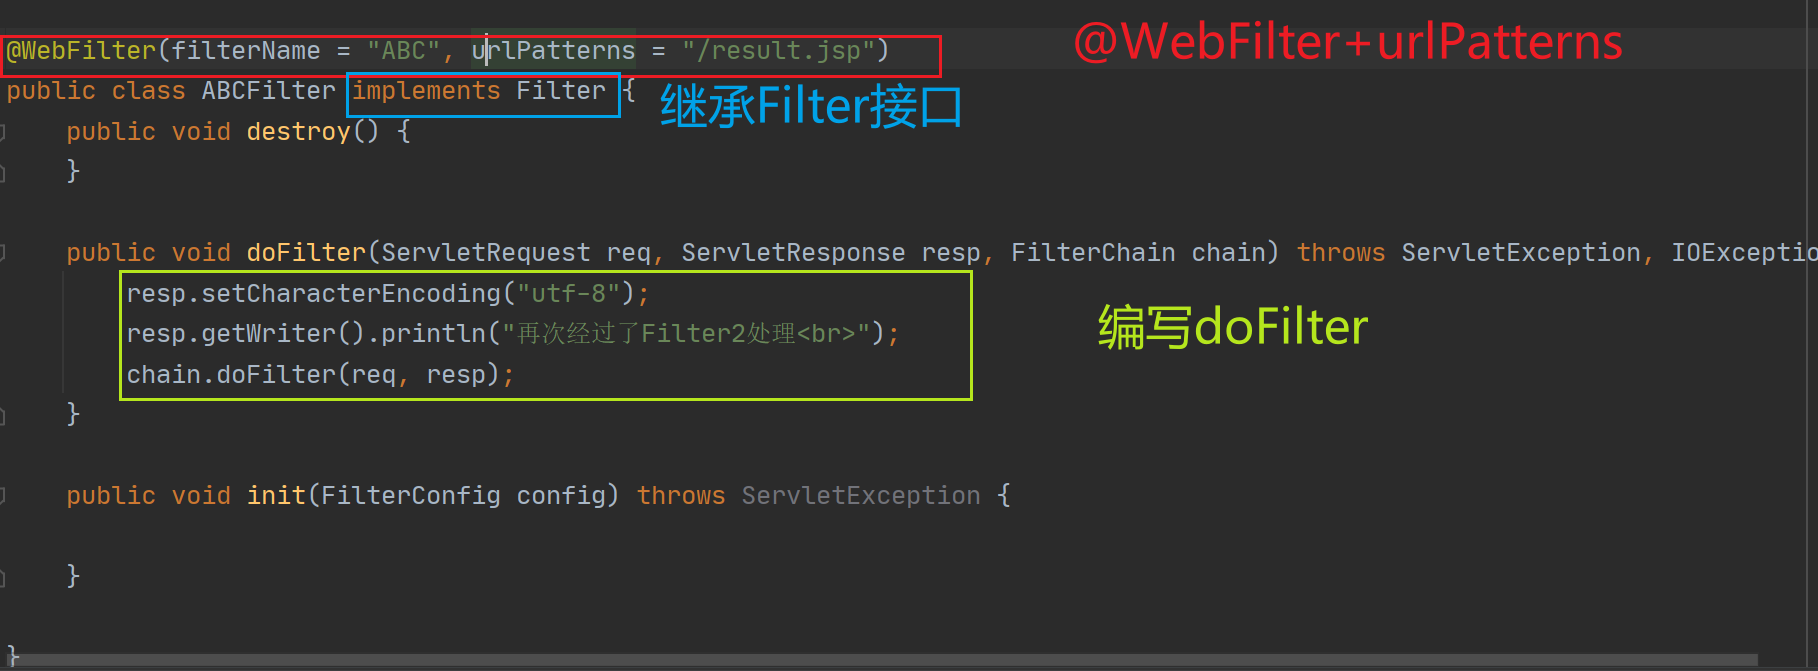 @WebFilter(filterName = "ABC", urlPatterns = "/result.jsp")
@WebFilter+urlPatterns
public class ABCFilter implements Filter {
继承Filter接口
public void destroy() {
}
public void doFilter(ServletRequest req, ServletResponse resp, FilterChain chain) throws ServletException, IOExceptio
resp.setCharacterEncoding("utf-8");
resp.getWriter().println("再次经过了Filter2处理<br>");
编写doFilter
chain.doFilter(req, resp);
}
public void init(FilterConfig config) throws ServletException {
}
}